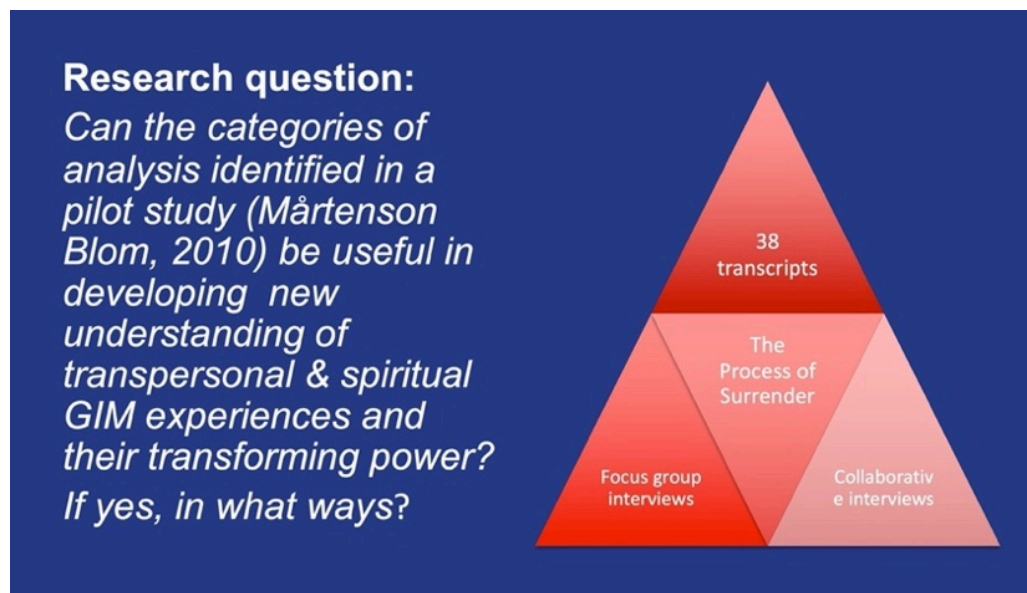 Research question:
Can the categories of
analysis identified in a
pilot study (Mårtenson
Blom, 2010) be useful in
developing  new
understanding of
transpersonal & spiritual
GIM experiences and
their transforming power?
If yes, in what ways?
38
transcripts
The
Process of
Surrender
Focus group
interviews
Collaborativ
e interviews